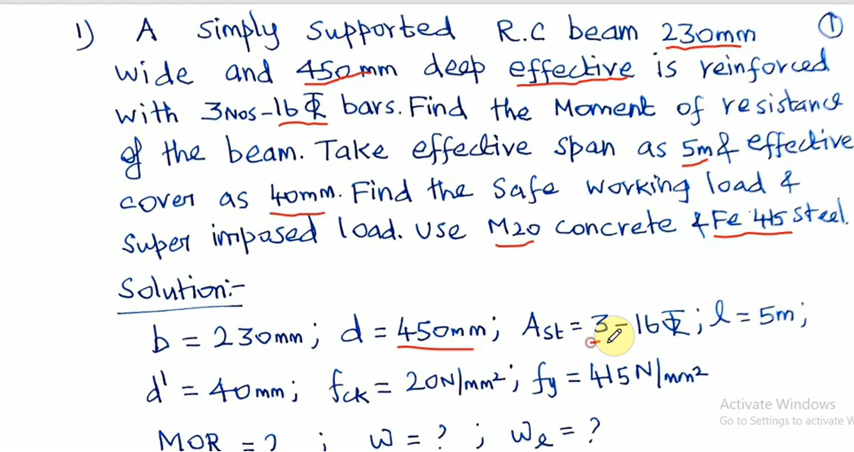 1) A simply supported R.C beam 230mm ①
wide and 450mm deep effective is reinforced
with 3Nos-16Φ bars. Find the Moment of resistance
of the beam. Take effective span as 5m & effective
cover as 40mm. Find the Safe working load &
Super imposed load. Use M20 concrete & Fe 415 Steel.
Solution:-
b = 230mm; d = 450mm; Ast = 3-16Φ; l = 5m;
d' = 40mm; fck = 20N/mm²; fy = 415N/mm²
MOR = ? ; w = ? ; we = ?
Activate Windows
Go to Settings to activate W